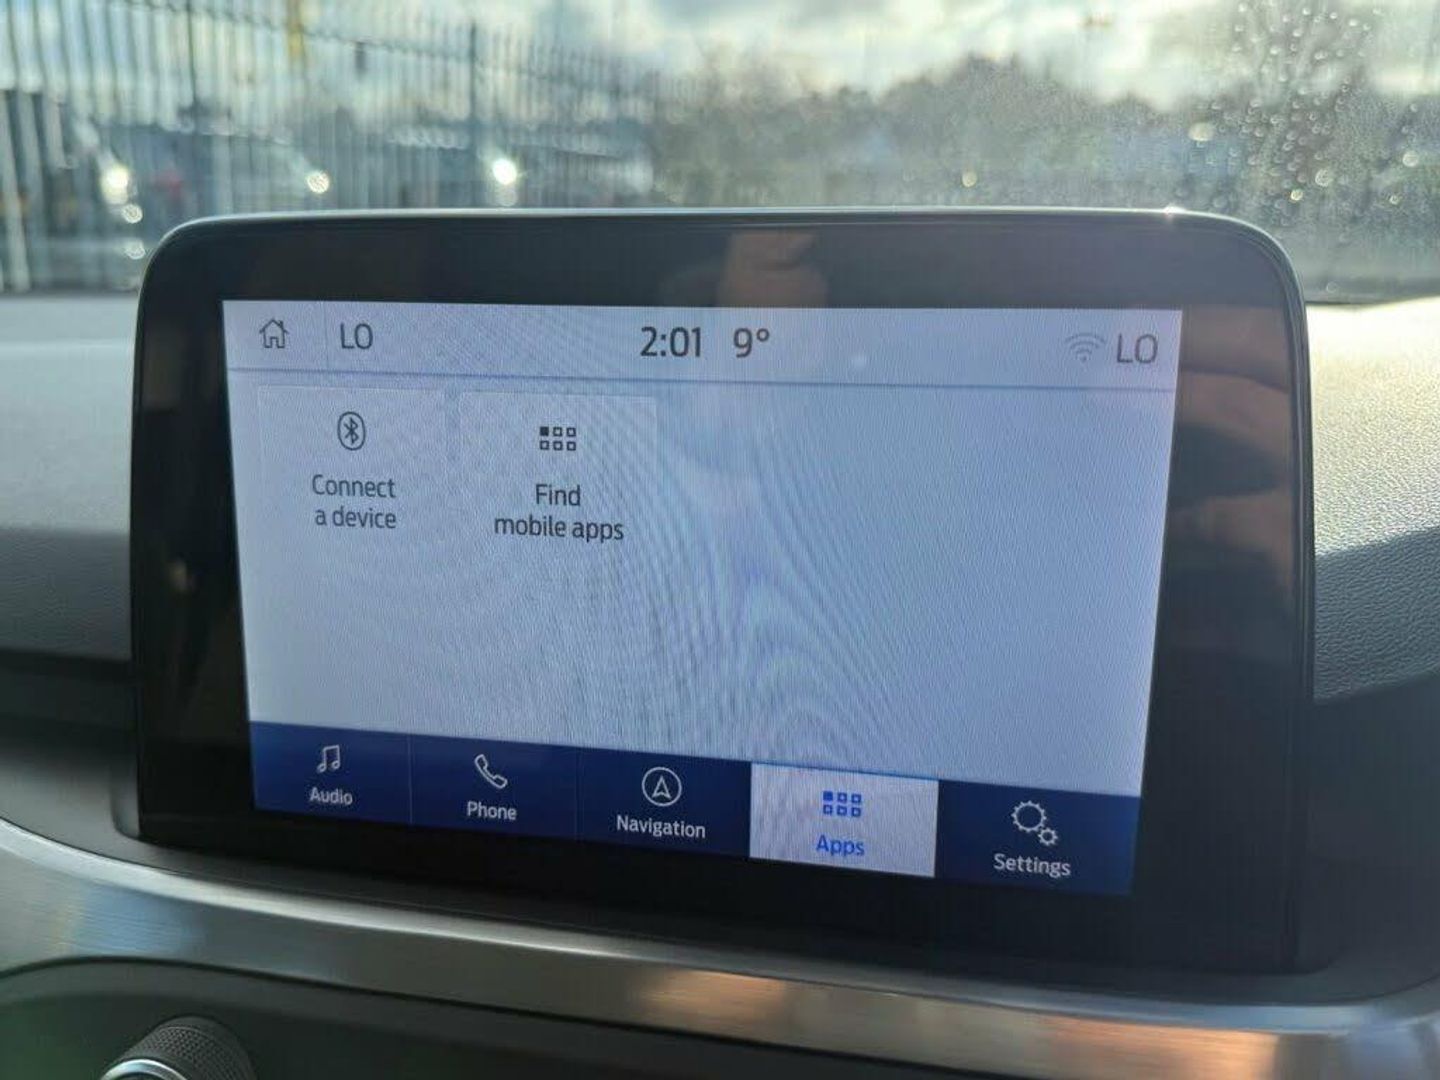 LO 2:01 9° LO
Connect
a device
Find
mobile apps
Audio Phone Navigation Apps Settings